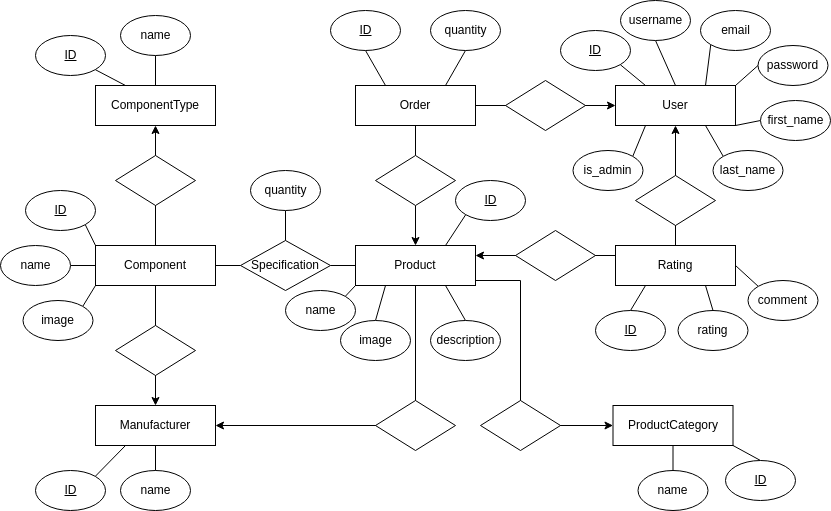 username
ID
quantity
email
name
ID
ID
password
ComponentType
Order
User
first_name
is_admin
last_name
quantity
ID
ID
name
Component
Specification
Product
Rating
comment
name
image
ID
rating
image
description
Manufacturer
ProductCategory
ID
name
name
ID